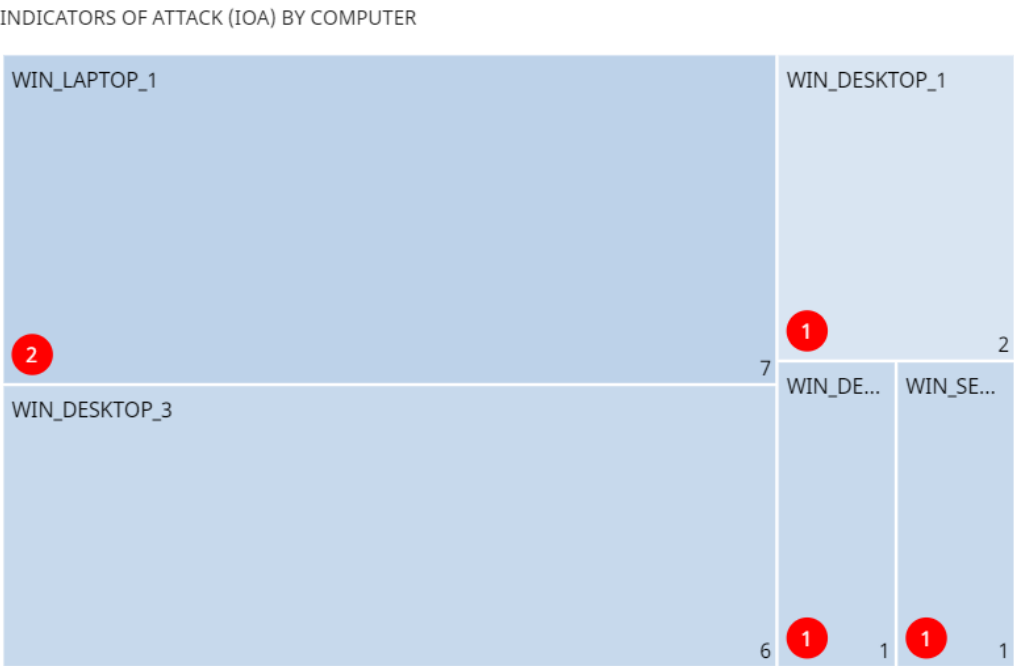 INDICATORS OF ATTACK (IOA) BY COMPUTER
WIN_LAPTOP_1
2
7
WIN_DESKTOP_1
1
2
WIN_DESKTOP_3
6
WIN_DE...
1
1
WIN_SE...
1
1